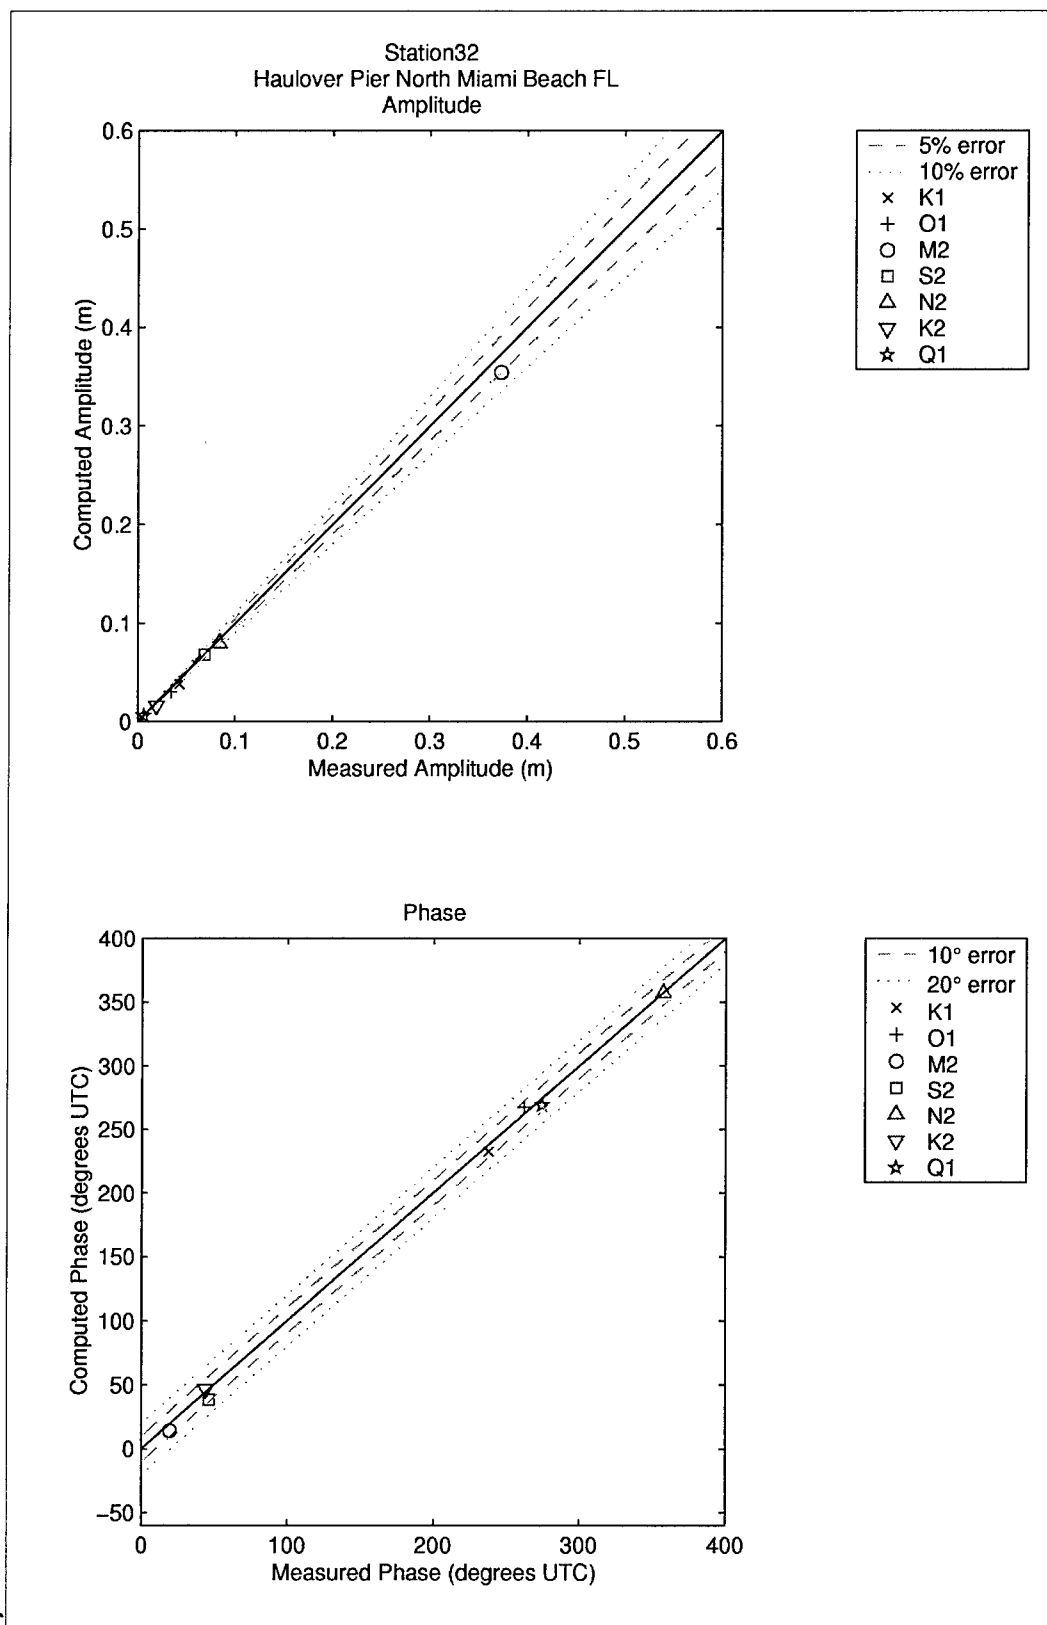 Station32
Haulover Pier North Miami Beach FL
Amplitude
0.6
0.5
0.4
0.3
0.2
0.1
0
Computed Amplitude (m)
0 0.1 0.2 0.3 0.4 0.5 0.6
Measured Amplitude (m)
5% error
10% error
K1
O1
M2
S2
N2
K2
Q1
Phase
400
350
300
250
200
150
100
50
0
−50
Computed Phase (degrees UTC)
0 100 200 300 400
Measured Phase (degrees UTC)
10° error
20° error
K1
O1
M2
S2
N2
K2
Q1